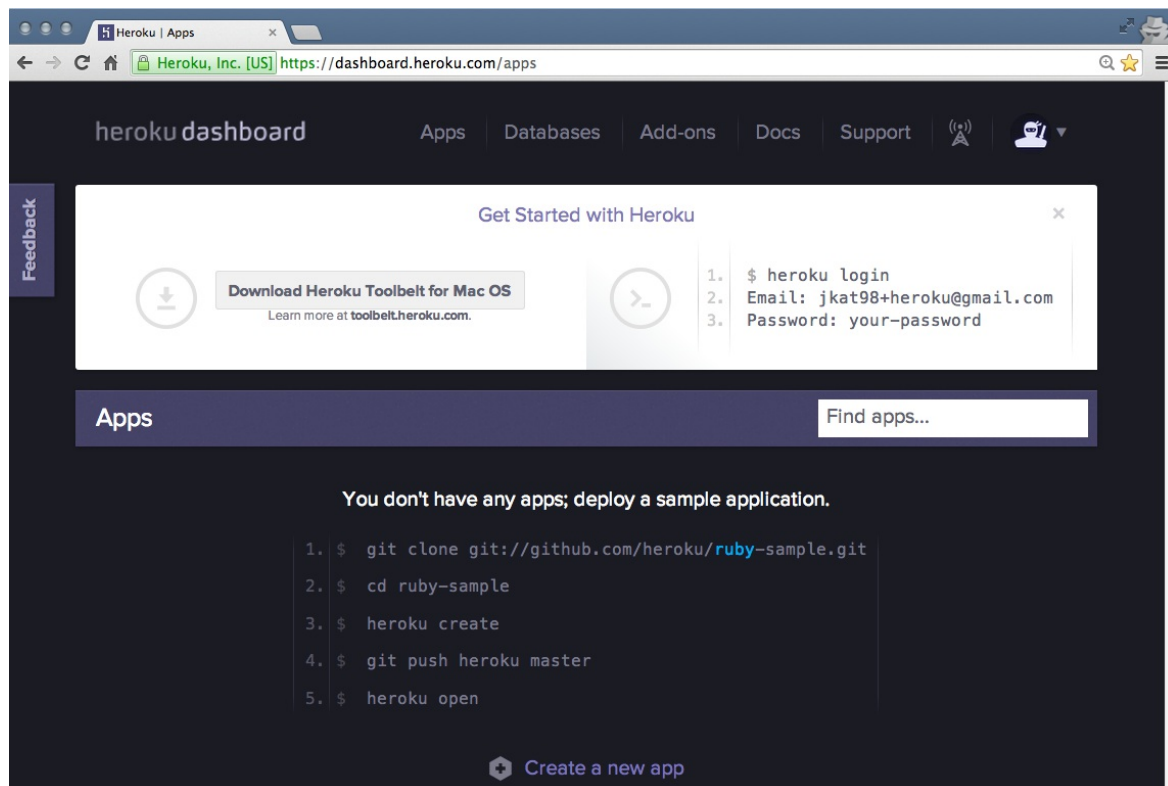 Heroku | Apps
Heroku, Inc. [US] https://dashboard.heroku.com/apps
heroku dashboard Apps Databases Add-ons Docs Support
Feedback
Get Started with Heroku
Download Heroku Toolbelt for Mac OS
Learn more at toolbelt.heroku.com.
1. $ heroku login
2. Email: jkat98+heroku@gmail.com
3. Password: your-password
Apps Find apps...
You don't have any apps; deploy a sample application.
1. $ git clone git://github.com/heroku/ruby-sample.git
2. $ cd ruby-sample
3. $ heroku create
4. $ git push heroku master
5. $ heroku open
Create a new app